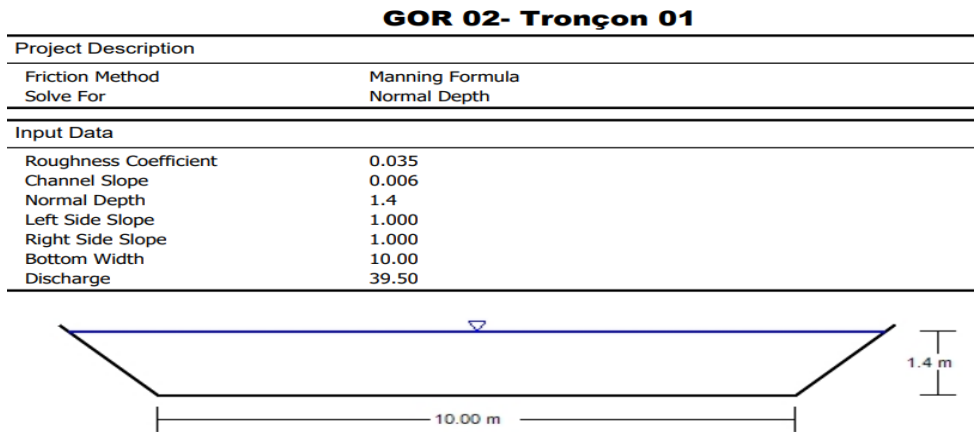 GOR 02- Tronçon 01
Project Description
Friction Method Manning Formula
Solve For Normal Depth
Input Data
Roughness Coefficient 0.035
Channel Slope 0.006
Normal Depth 1.4
Left Side Slope 1.000
Right Side Slope 1.000
Bottom Width 10.00
Discharge 39.50
1.4 m
10.00 m